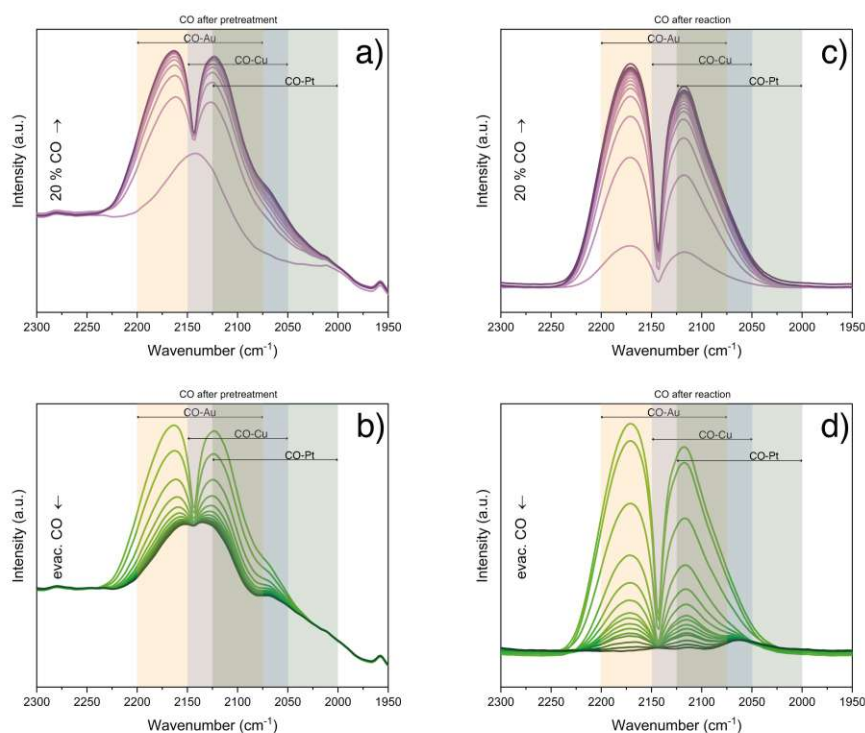 CO after pretreatment
a)
CO-Au
CO-Cu
CO-Pt
Intensity (a.u.)
20 % CO →
2300 2250 2200 2150 2100 2050 2000 1950
Wavenumber (cm-1)
CO after reaction
c)
CO-Au
CO-Cu
CO-Pt
Intensity (a.u.)
20 % CO →
2300 2250 2200 2150 2100 2050 2000 1950
Wavenumber (cm-1)
CO after pretreatment
b)
CO-Au
CO-Cu
CO-Pt
Intensity (a.u.)
evac. CO ←
2300 2250 2200 2150 2100 2050 2000 1950
Wavenumber (cm-1)
CO after reaction
d)
CO-Au
CO-Cu
CO-Pt
Intensity (a.u.)
evac. CO ←
2300 2250 2200 2150 2100 2050 2000 1950
Wavenumber (cm-1)